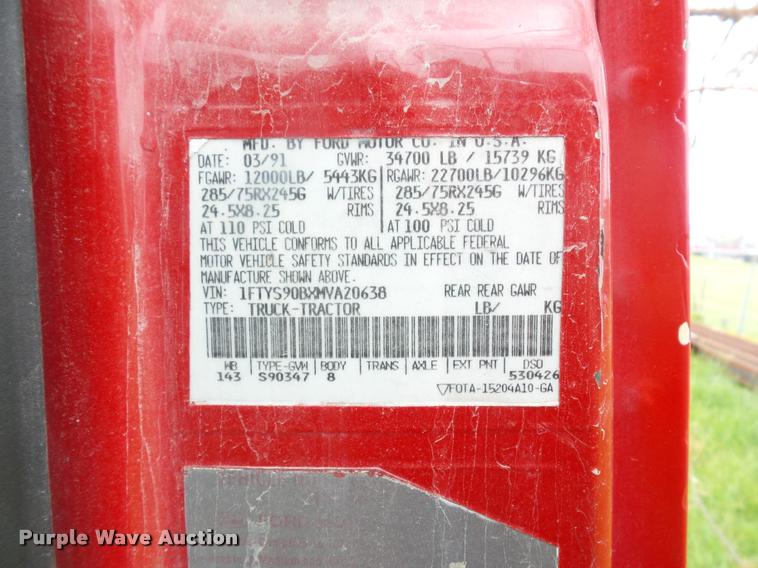 MFD. BY FORD MOTOR CO. IN U.S.A.
DATE: 03/91 GVWR: 34700 LB / 15739 KG
FGAWR: 12000LB/ 5443KG RGAWR: 22700LB/10296KG
285/75RX245G W/TIRES 285/75RX245G W/TIRES
24.5X8.25 RIMS 24.5X8.25 RIMS
AT 110 PSI COLD AT 100 PSI COLD
THIS VEHICLE CONFORMS TO ALL APPLICABLE FEDERAL
MOTOR VEHICLE SAFETY STANDARDS IN EFFECT ON THE DATE OF
MANUFACTURE SHOWN ABOVE.
VIN: 1FTYS90BXMVA20638 REAR REAR GAWR
TYPE: TRUCK-TRACTOR LB/ KG
WB TYPE-GVW BODY TRANS AXLE EXT PNT DSO
143 S90347 8 530426
F0TA-15204A10-GA
VEHICLE
FORD
Purple Wave Auction